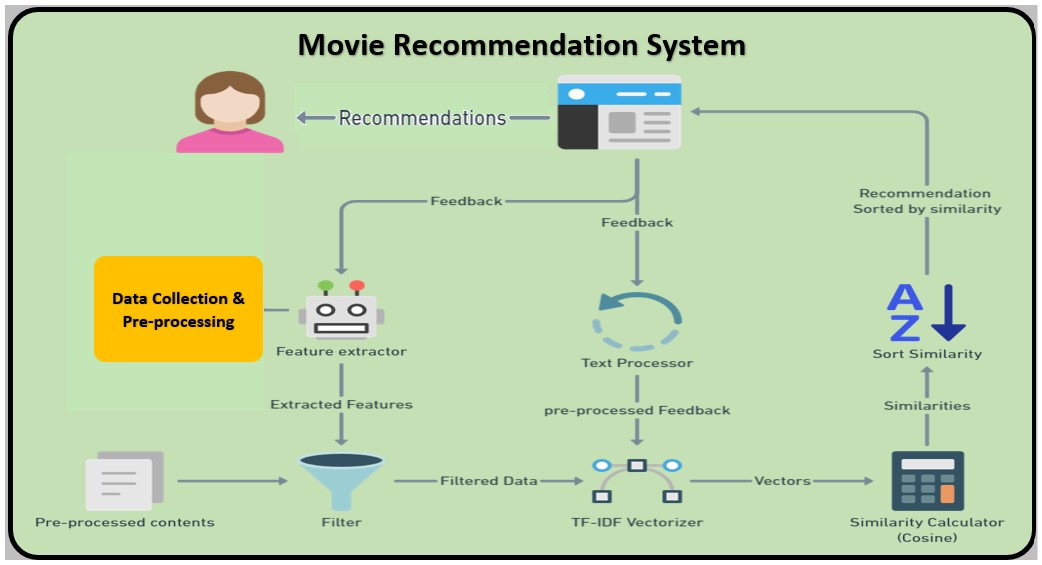 Movie Recommendation System
Recommendations
Feedback
Feedback
Recommendation
Sorted by similarity
Data Collection &
Pre-processing
Feature extractor
Text Processor
A
Z
Sort Similarity
Extracted Features
pre-processed Feedback
Similarities
Filtered Data
Vectors
Pre-processed contents
Filter
TF-IDF Vectorizer
Similarity Calculator
(Cosine)